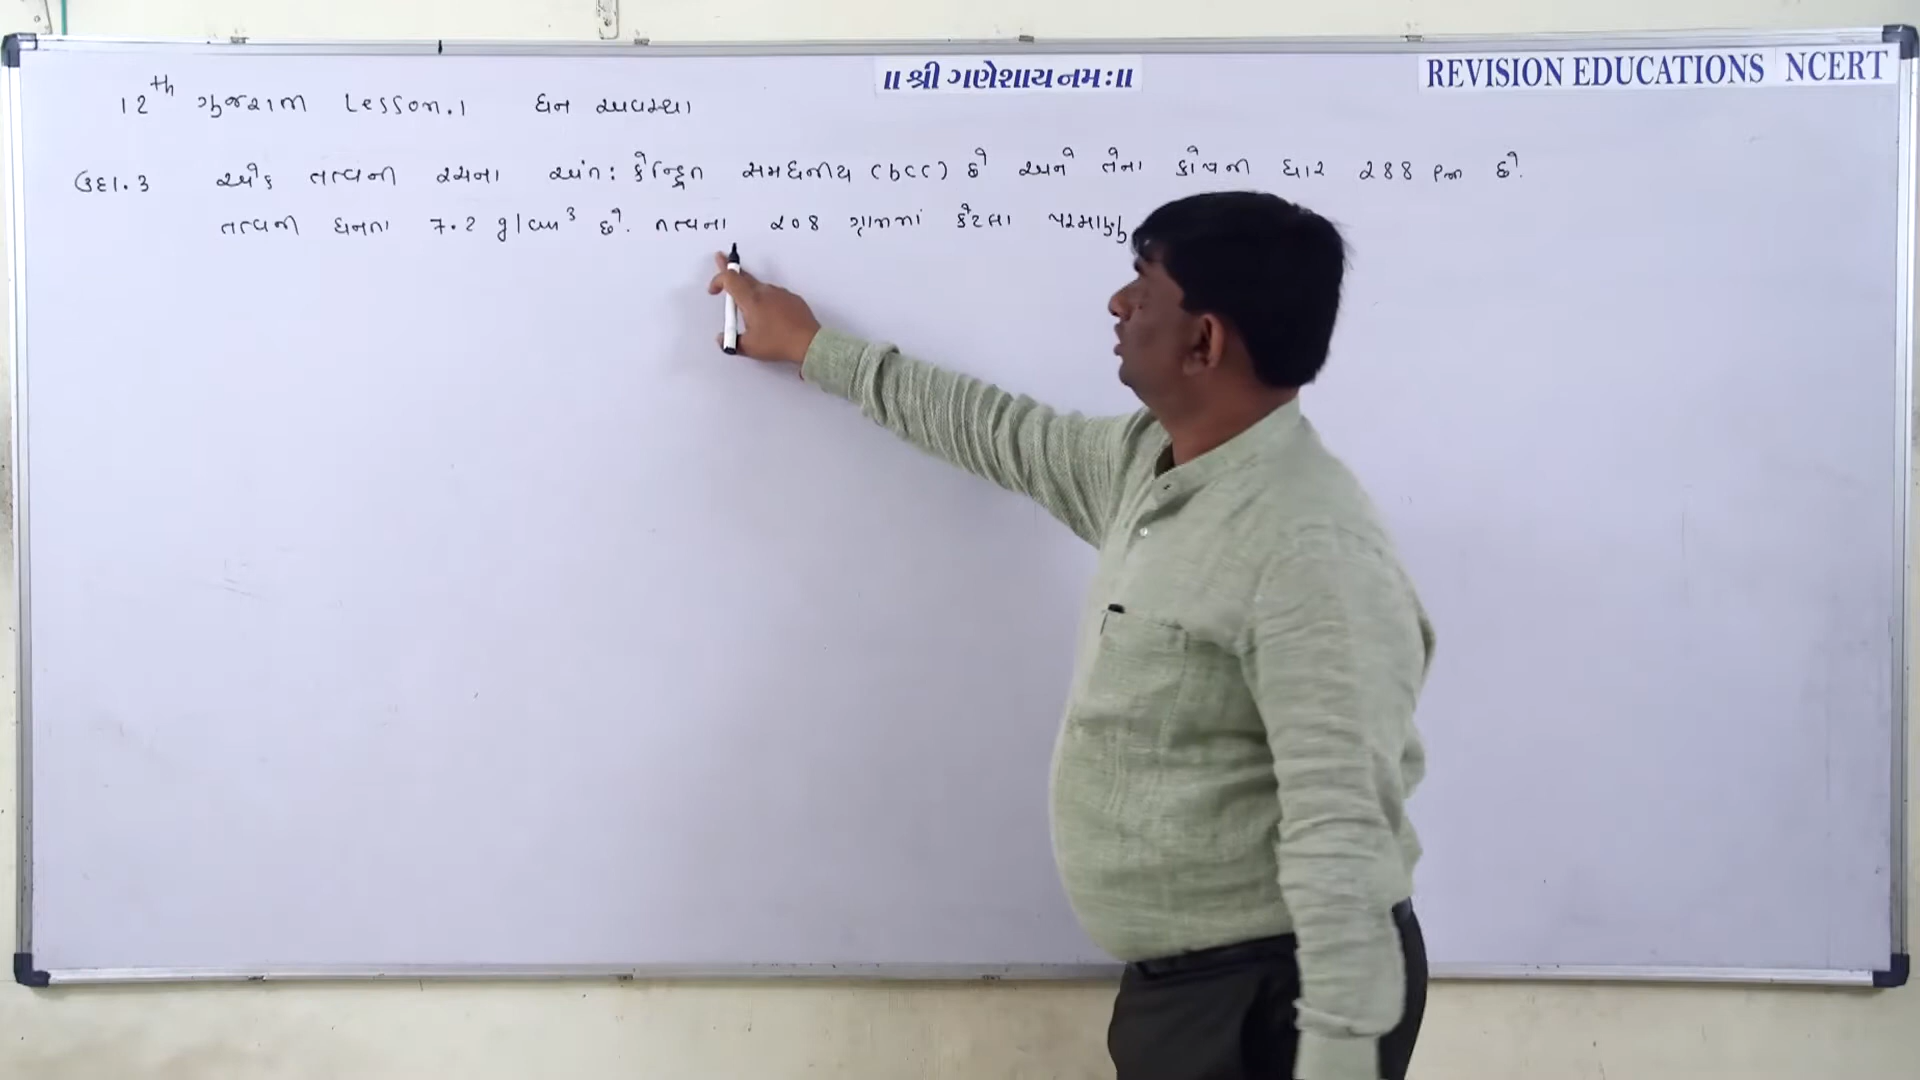 ॥ શ્રી ગણેશાય નમઃ॥
REVISION EDUCATIONS NCERT
12th ગુજરાતી Lesson.1 ઘન અવસ્થા
ઉદા.3 એક તત્વની રચના અંત: કેન્દ્રિત સમઘનીય (bcc) છે અને તેના કોષની ધાર 288 pm છે.
તત્વની ઘનતા 7.2 g/cm³ છે. તત્વના 208 ગ્રામમાં કેટલા પરમાણુ